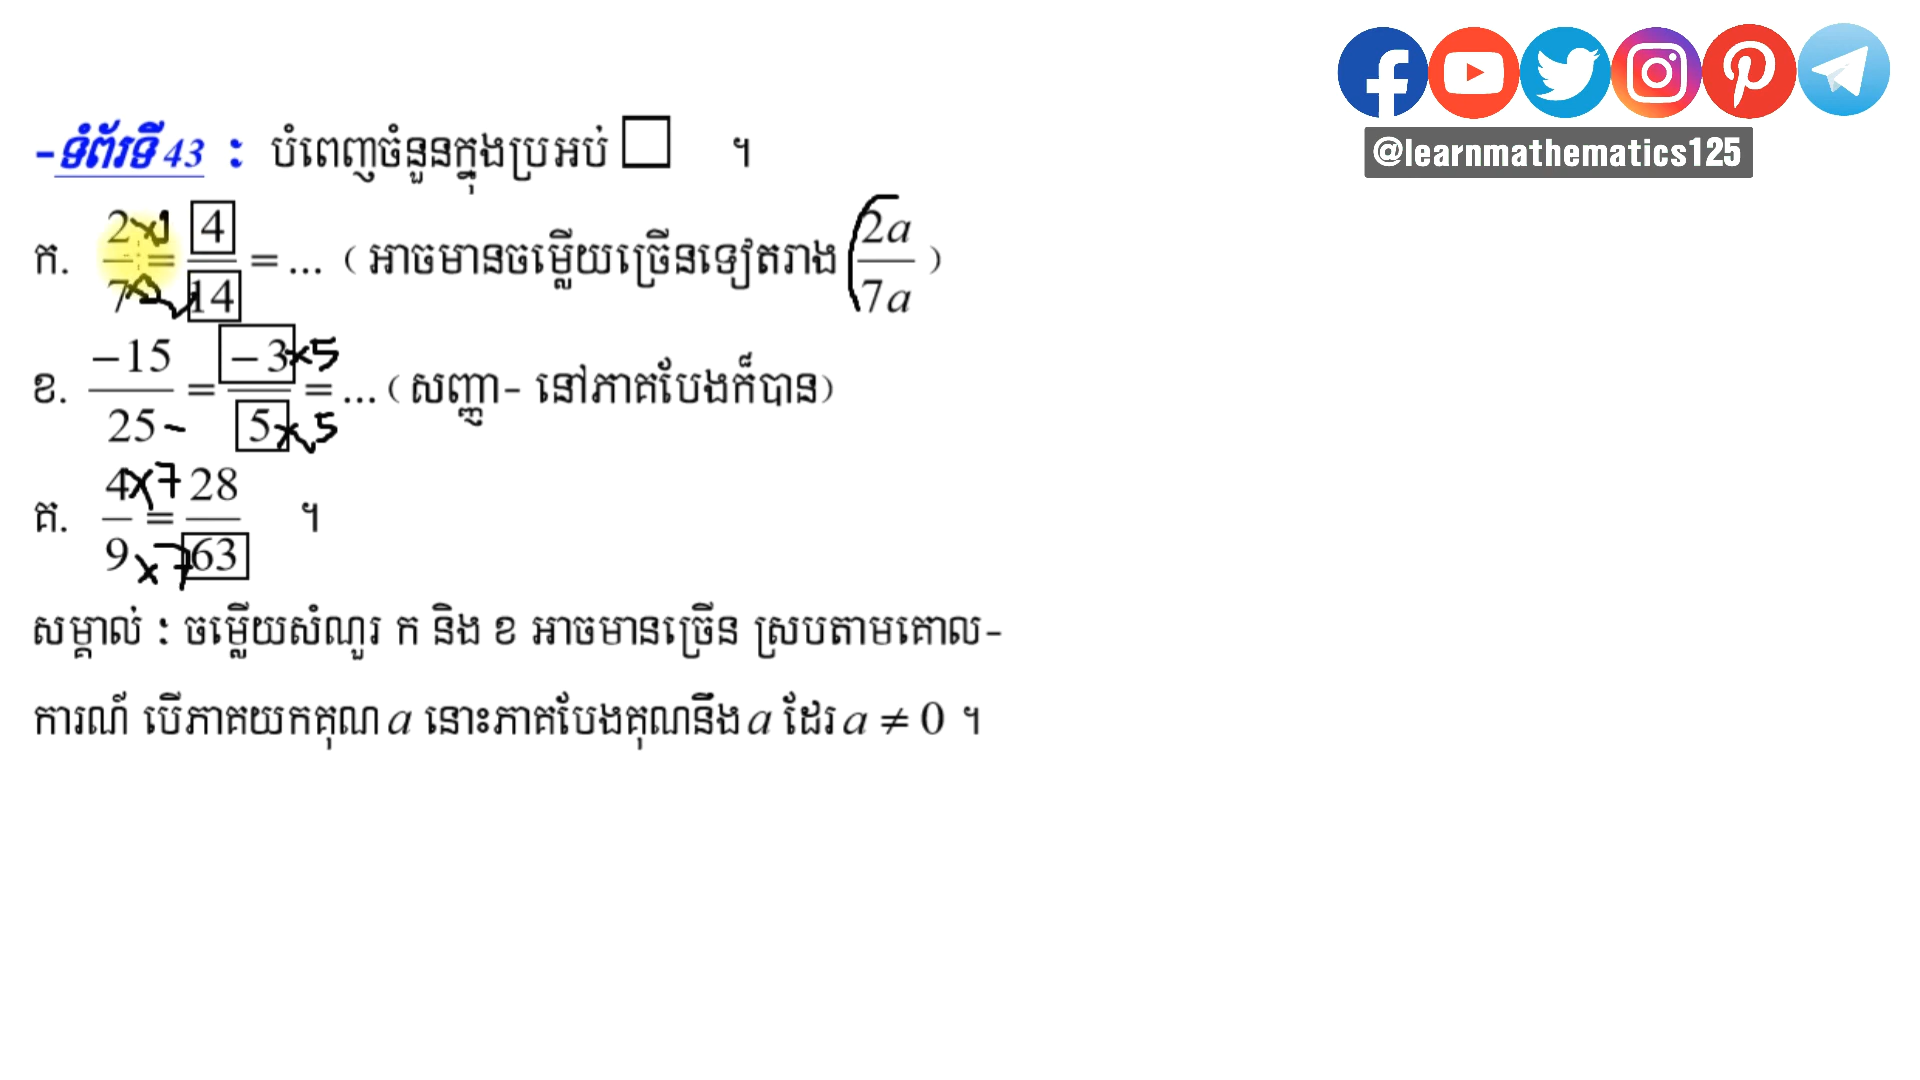 @learnmathematics125
-ទំព័រទី 43 : បំពេញចំនួនក្នុងប្រអប់ □ ។
ក. 2/7 = 4/14 = ... ( អាចមានចម្លើយច្រើនទៀតរាង 2a/7a )
ខ. -15/25 = -3/5 = ... ( សញ្ញា- នៅភាគបែងក៏បាន)
×5
×5
គ. 4/9 = 28/63 ។
×7
×7
សម្គាល់ : ចម្លើយសំណួរ ក និង ខ អាចមានច្រើន ស្របតាមគោល-
ការណ៍ បើភាគយកគុណ a នោះភាគបែងគុណនឹង a ដែរ a ≠ 0 ។